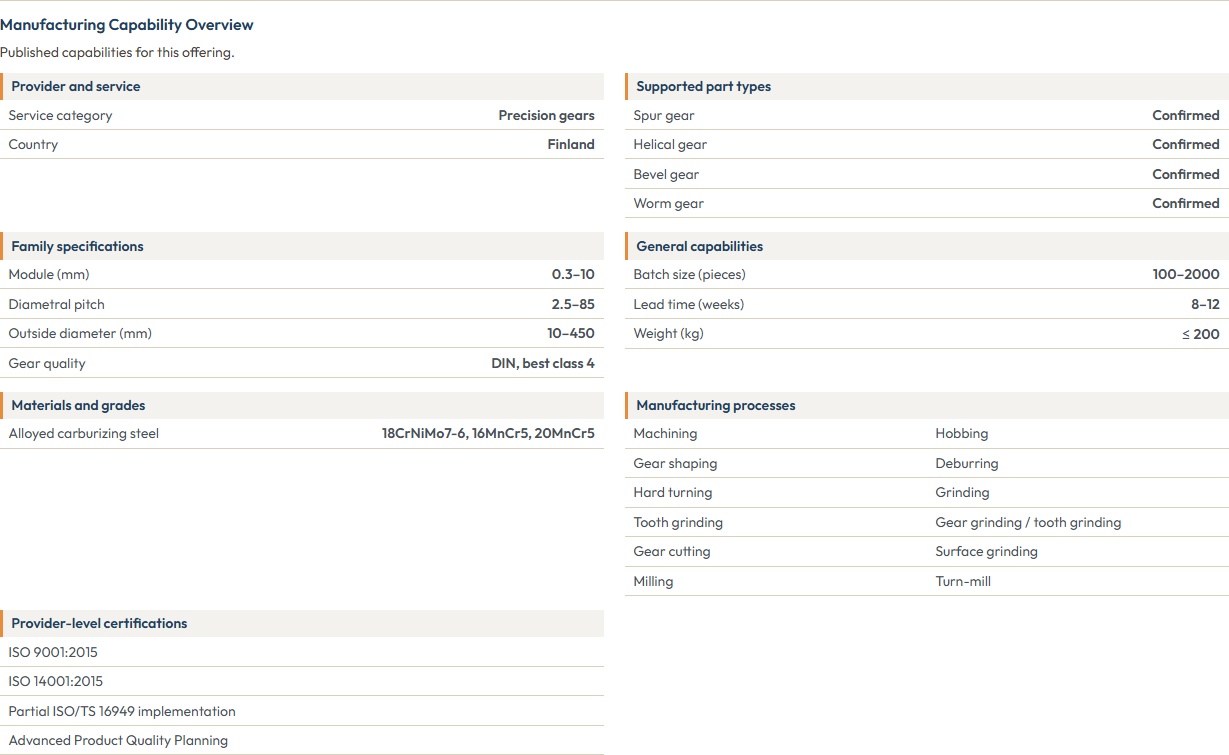 Manufacturing Capability Overview
Published capabilities for this offering.
Provider and service
Service category Precision gears
Country Finland
Supported part types
Spur gear Confirmed
Helical gear Confirmed
Bevel gear Confirmed
Worm gear Confirmed
Family specifications
Module (mm) 0.3–10
Diametral pitch 2.5–85
Outside diameter (mm) 10–450
Gear quality DIN, best class 4
General capabilities
Batch size (pieces) 100–2000
Lead time (weeks) 8–12
Weight (kg) ≤ 200
Materials and grades
Alloyed carburizing steel 18CrNiMo7-6, 16MnCr5, 20MnCr5
Manufacturing processes
Machining Hobbing
Gear shaping Deburring
Hard turning Grinding
Tooth grinding Gear grinding / tooth grinding
Gear cutting Surface grinding
Milling Turn-mill
Provider-level certifications
ISO 9001:2015
ISO 14001:2015
Partial ISO/TS 16949 implementation
Advanced Product Quality Planning